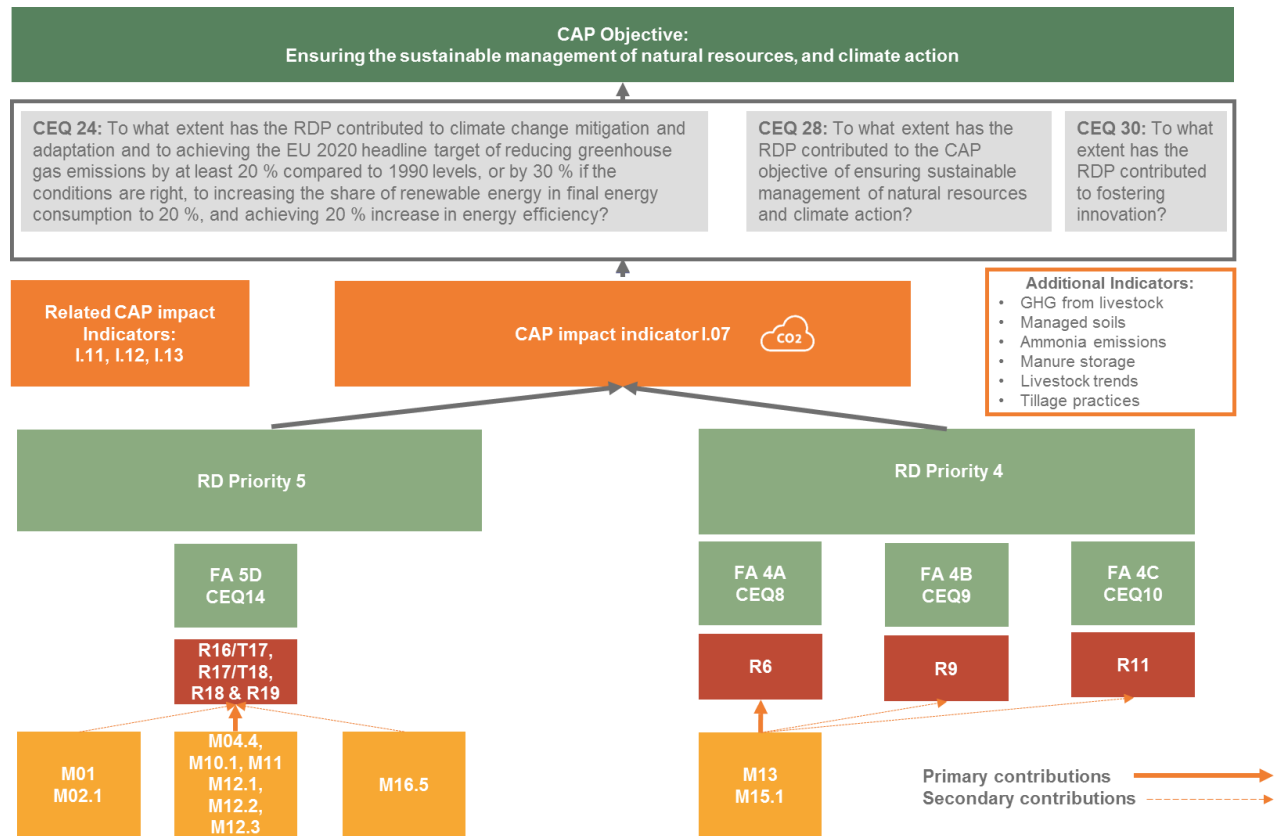 CAP Objective:
Ensuring the sustainable management of natural resources, and climate action
CEQ 24: To what extent has the RDP contributed to climate change mitigation and
adaptation and to achieving the EU 2020 headline target of reducing greenhouse
gas emissions by at least 20 % compared to 1990 levels, or by 30 % if the
conditions are right, to increasing the share of renewable energy in final energy
consumption to 20 %, and achieving 20 % increase in energy efficiency?
CEQ 28: To what extent has the
RDP contributed to the CAP
objective of ensuring sustainable
management of natural resources
and climate action?
CEQ 30: To what
extent has the
RDP contributed
to fostering
innovation?
Related CAP impact
Indicators:
I.11, I.12, I.13
CAP impact indicator I.07
CO2
Additional Indicators:
• GHG from livestock
• Managed soils
• Ammonia emissions
• Manure storage
• Livestock trends
• Tillage practices
RD Priority 5
RD Priority 4
FA 5D
CEQ14
FA 4A
CEQ8
FA 4B
CEQ9
FA 4C
CEQ10
R16/T17,
R17/T18,
R18 & R19
R6
R9
R11
M01
M02.1
M04.4,
M10.1, M11
M12.1,
M12.2,
M12.3
M16.5
M13
M15.1
Primary contributions
Secondary contributions